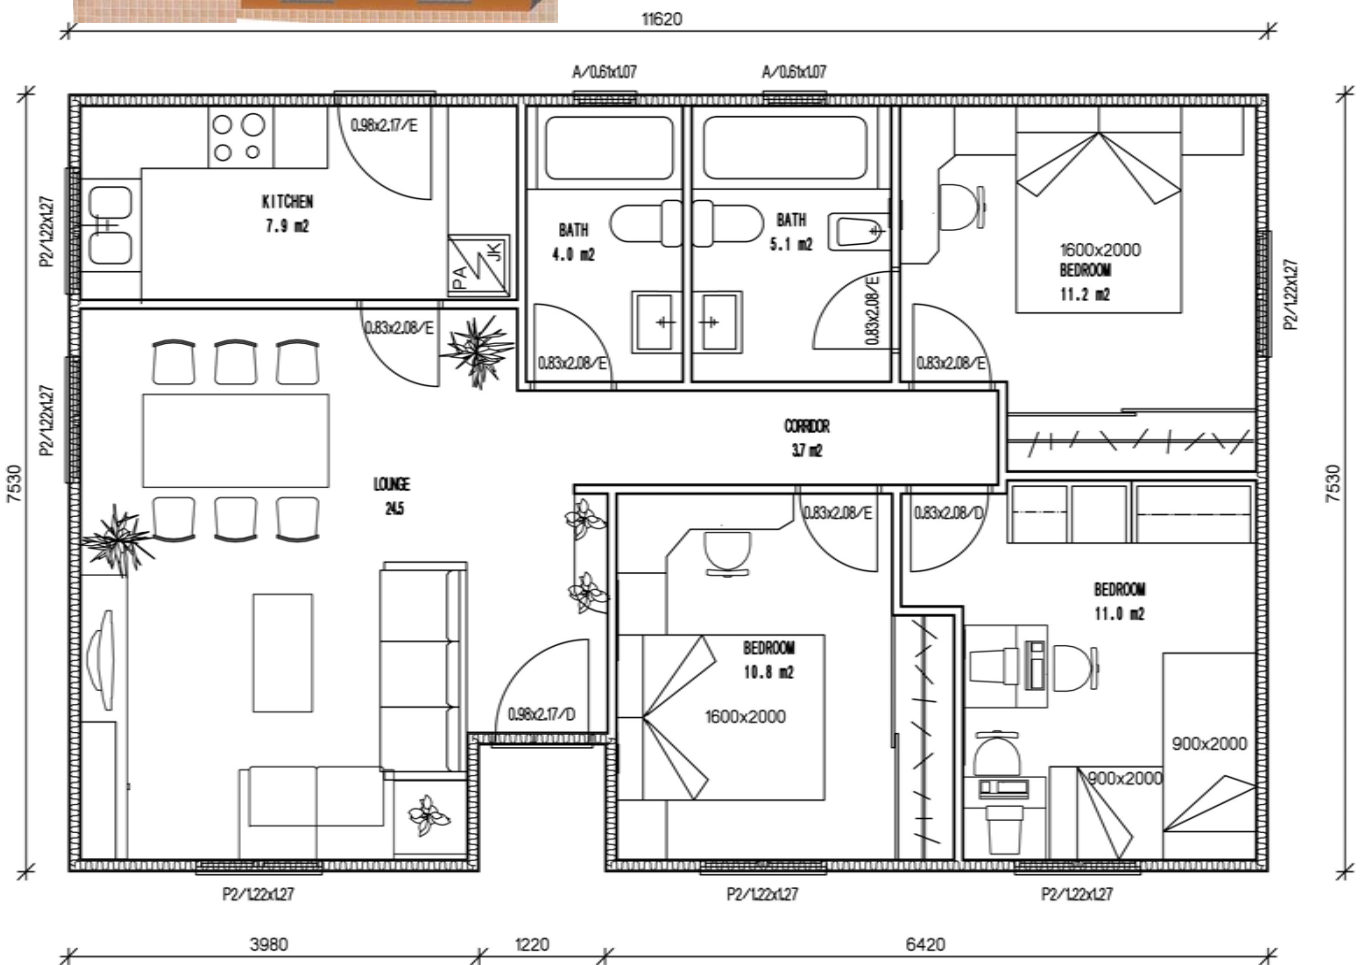 11620
A/0.61x1.07
A/0.61x1.07
0.98x2.17/E
KITCHEN
7.9 m2
P2/1.22x1.27
BATH
4.0 m2
BATH
5.1 m2
1600x2000
BEDROOM
11.2 m2
P2/1.22x1.27
PA
JK
0.83x2.08/E
0.83x2.08/E
0.83x2.08/E
0.83x2.08/E
P2/1.22x1.27
CORRIDOR
3.7 m2
7530
LOUNGE
24.5
7530
0.83x2.08/E
0.83x2.08/D
BEDROOM
11.0 m2
BEDROOM
10.8 m2
0.98x2.17/D
1600x2000
900x2000
900x2000
P2/1.22x1.27
P2/1.22x1.27
P2/1.22x1.27
3980
1220
6420